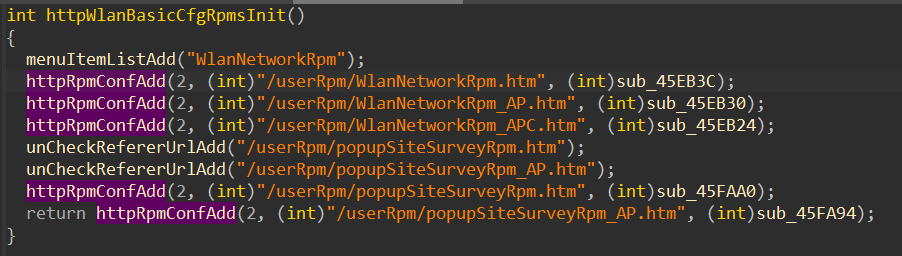 int httpWlanBasicCfgRpmsInit()
{
  menuItemListAdd("WlanNetworkRpm");
  httpRpmConfAdd(2, (int)"/userRpm/WlanNetworkRpm.htm", (int)sub_45EB3C);
  httpRpmConfAdd(2, (int)"/userRpm/WlanNetworkRpm_AP.htm", (int)sub_45EB30);
  httpRpmConfAdd(2, (int)"/userRpm/WlanNetworkRpm_APC.htm", (int)sub_45EB24);
  unCheckRefererUrlAdd("/userRpm/popupSiteSurveyRpm.htm");
  unCheckRefererUrlAdd("/userRpm/popupSiteSurveyRpm_AP.htm");
  httpRpmConfAdd(2, (int)"/userRpm/popupSiteSurveyRpm.htm", (int)sub_45FAA0);
  return httpRpmConfAdd(2, (int)"/userRpm/popupSiteSurveyRpm_AP.htm", (int)sub_45FA94);
}